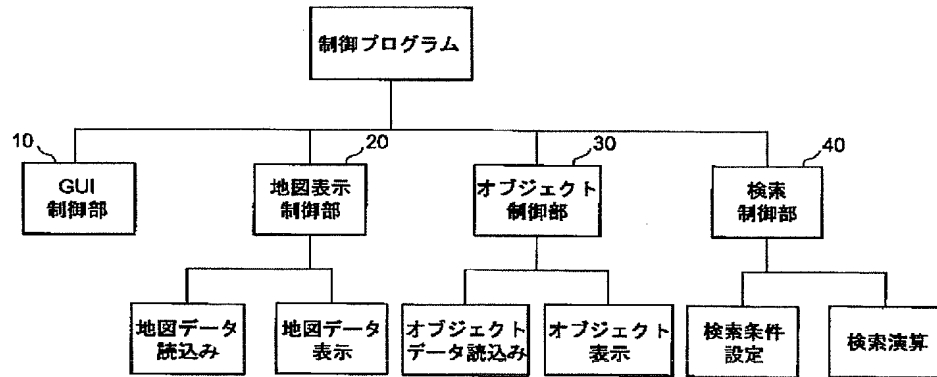 制御プログラム
10
GUI
制御部
20
地図表示
制御部
30
オブジェクト
制御部
40
検索
制御部
地図データ
読込み
地図データ
表示
オブジェクト
データ読込み
オブジェクト
表示
検索条件
設定
検索演算